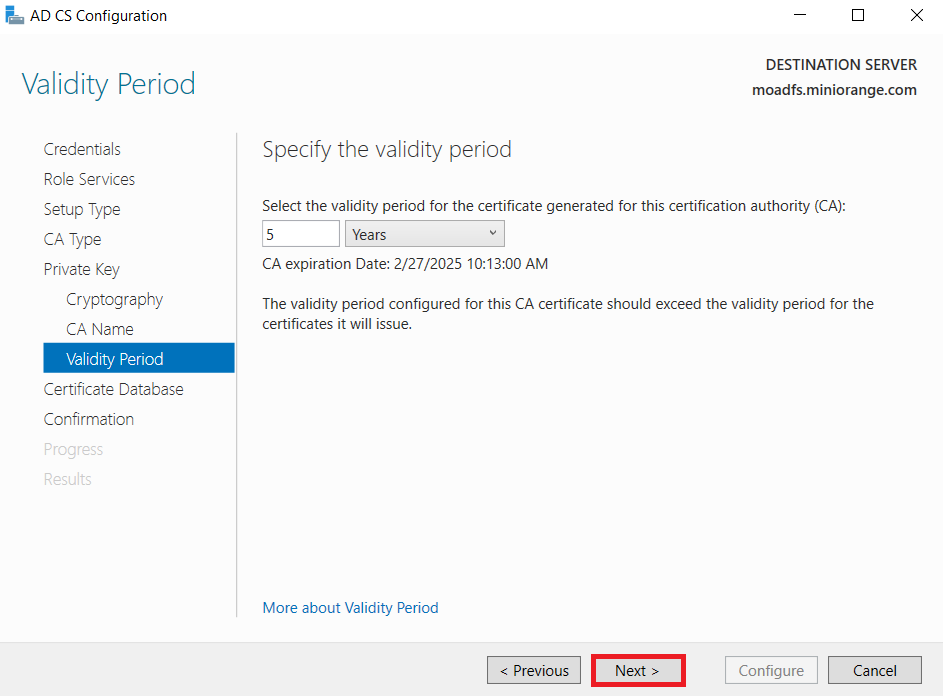 AD CS Configuration
Validity Period
DESTINATION SERVER
moadfs.miniorange.com
Credentials
Role Services
Setup Type
CA Type
Private Key
Cryptography
CA Name
Validity Period
Certificate Database
Confirmation
Progress
Results
Specify the validity period
Select the validity period for the certificate generated for this certification authority (CA):
5 Years
CA expiration Date: 2/27/2025 10:13:00 AM
The validity period configured for this CA certificate should exceed the validity period for the
certificates it will issue.
More about Validity Period
< Previous Next > Configure Cancel